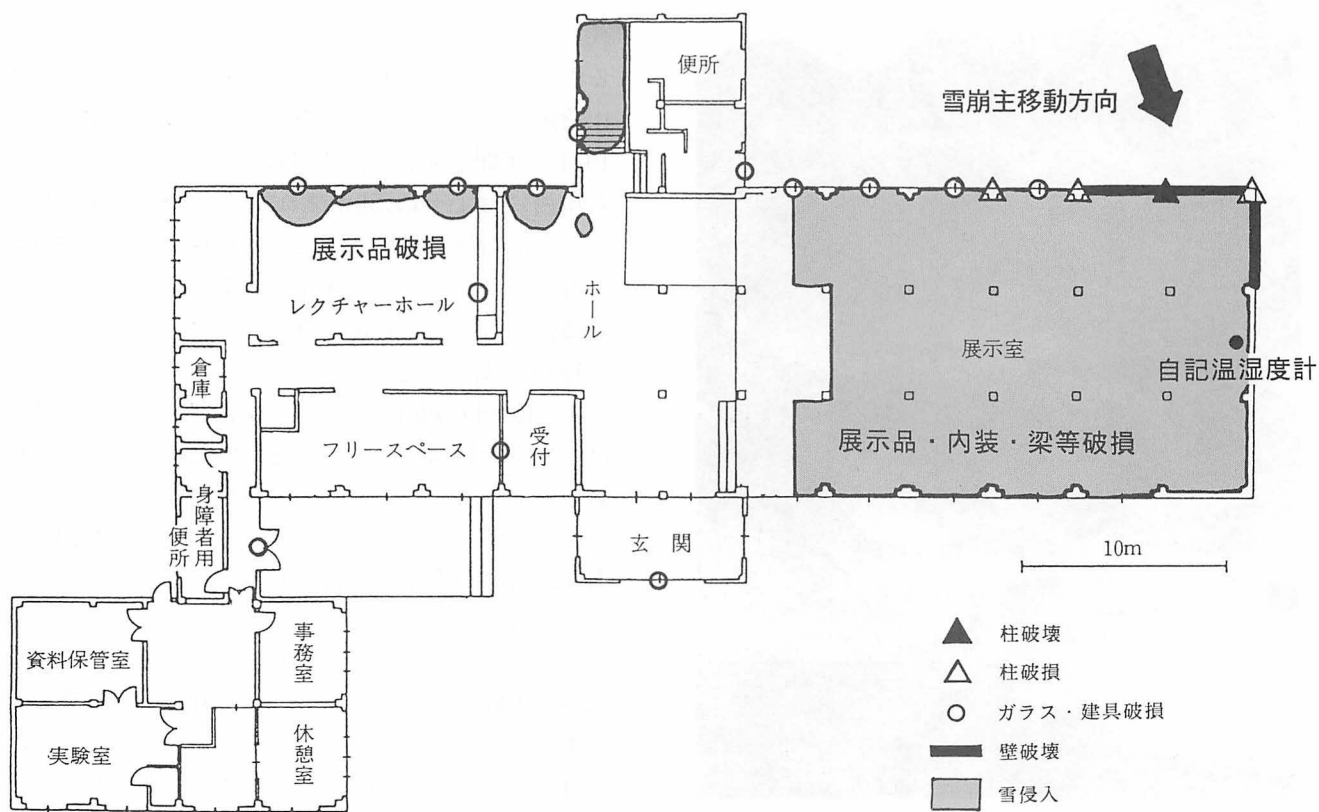 便所
雪崩主移動方向
展示品破損
レクチャーホール
ホール
展示室
自記温湿度計
倉庫
フリースペース
受付
展示品・内装・梁等破損
身障者用
便所
玄関
10m
資料保管室
事務室
実験室
休憩室
柱破壊
柱破損
ガラス・建具破損
壁破壊
雪侵入